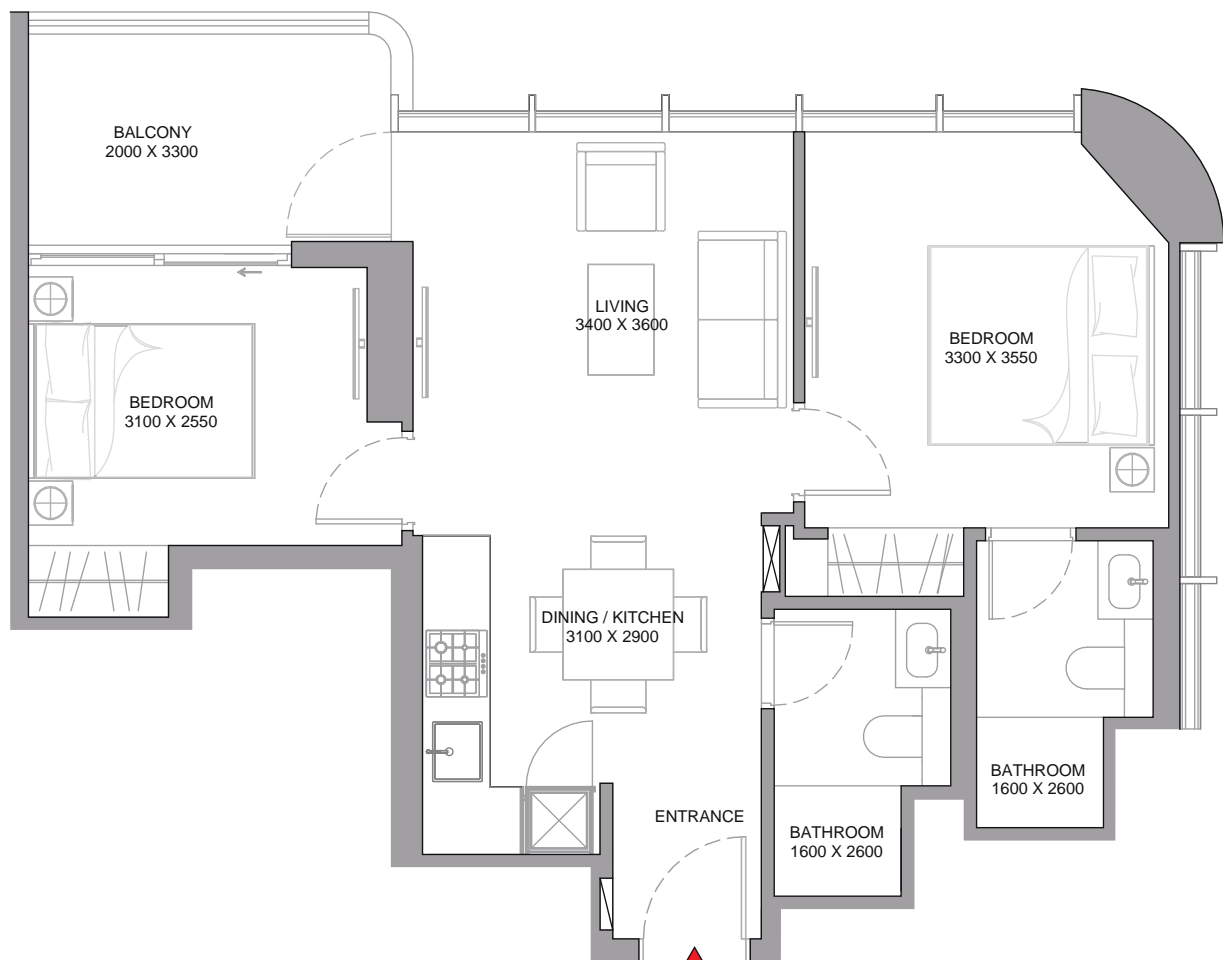 BALCONY
2000 X 3300
LIVING
3400 X 3600
BEDROOM
3300 X 3550
BEDROOM
3100 X 2550
DINING / KITCHEN
3100 X 2900
BATHROOM
1600 X 2600
ENTRANCE
BATHROOM
1600 X 2600